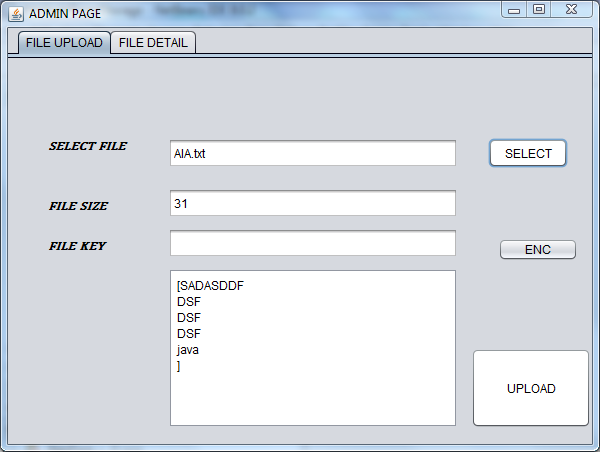 ADMIN PAGE
FILE UPLOAD FILE DETAIL
SELECT FILE AIA.txt SELECT
FILE SIZE 31
FILE KEY ENC
[SADASDDF
DSF
DSF
DSF
java
]
UPLOAD